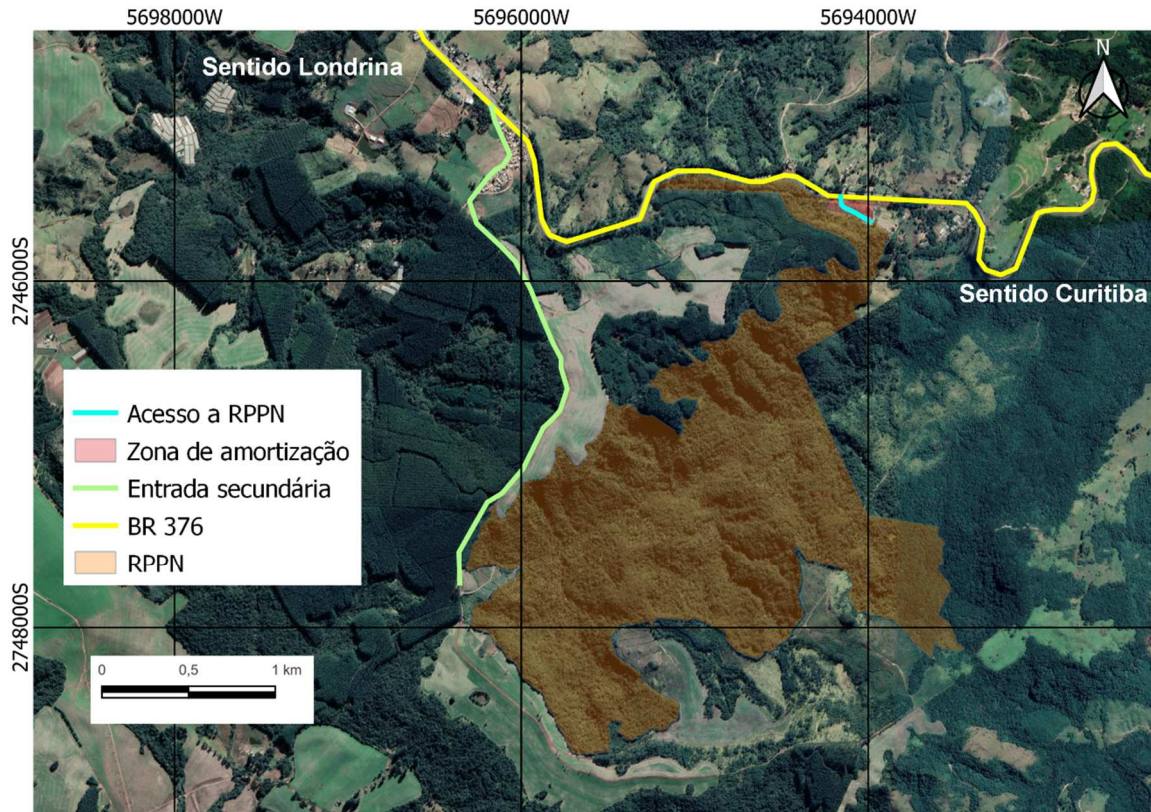 5698000W 5696000W 5694000W
Sentido Londrina
N
2746000S
Sentido Curitiba
Acesso a RPPN
Zona de amortização
Entrada secundária
BR 376
RPPN
2748000S
0 0,5 1 km